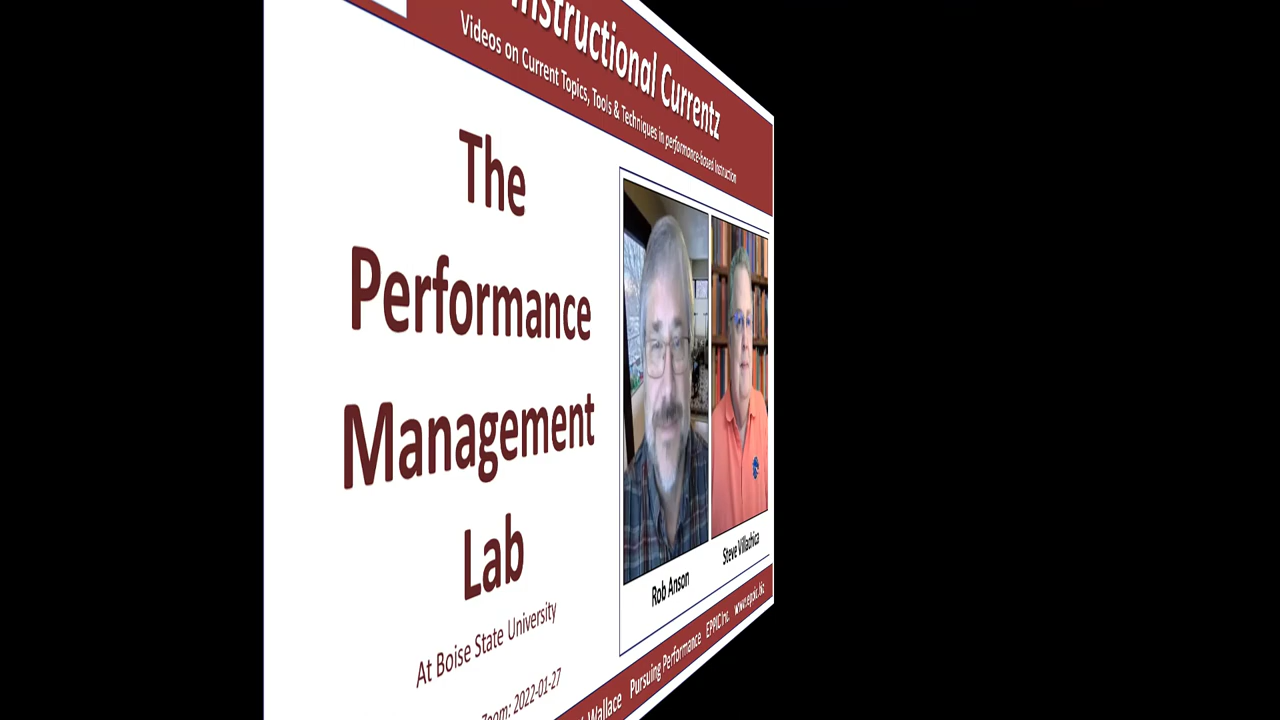 Instructional Currentz
Videos on Current Topics, Tools & Techniques in performance-based Instruction
The
Performance
Management
Lab
At Boise State University
Zoom: 2022-01-27
Rob Anson
Steve Villachica
Wallace Pursuing Performance EPPIC Inc. www.eppic.biz